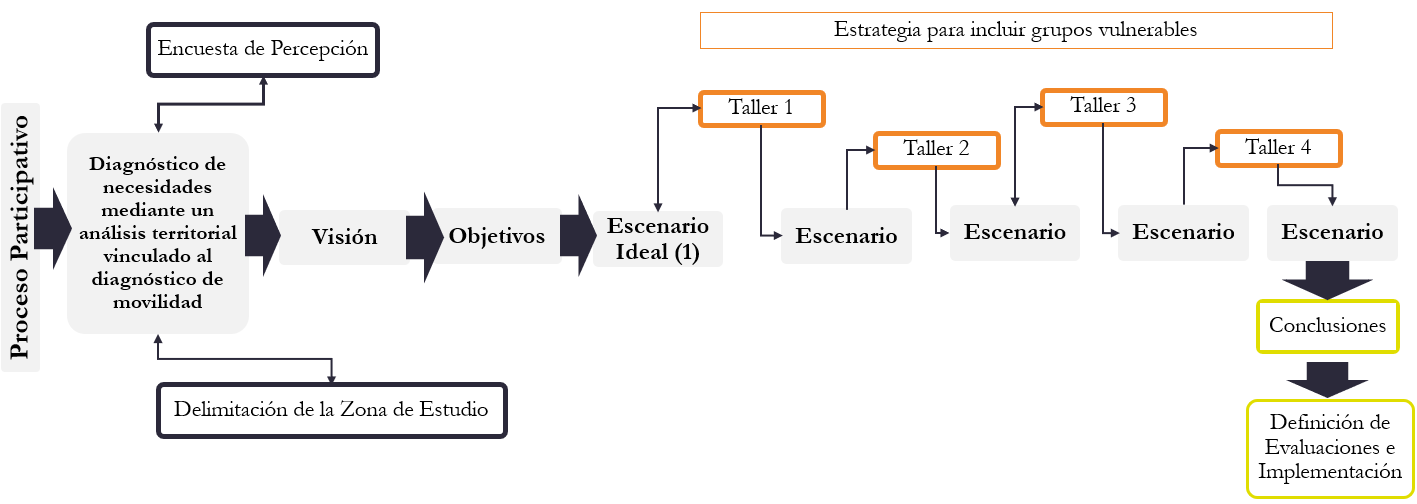 Proceso Participativo
Encuesta de Percepción
Diagnóstico de
necesidades
mediante un
análisis territorial
vinculado al
diagnóstico de
movilidad
Delimitación de la Zona de Estudio
Visión
Objetivos
Estrategia para incluir grupos vulnerables
Escenario
Ideal (1)
Taller 1
Escenario
Taller 2
Escenario
Taller 3
Escenario
Taller 4
Escenario
Conclusiones
Definición de
Evaluaciones e
Implementación